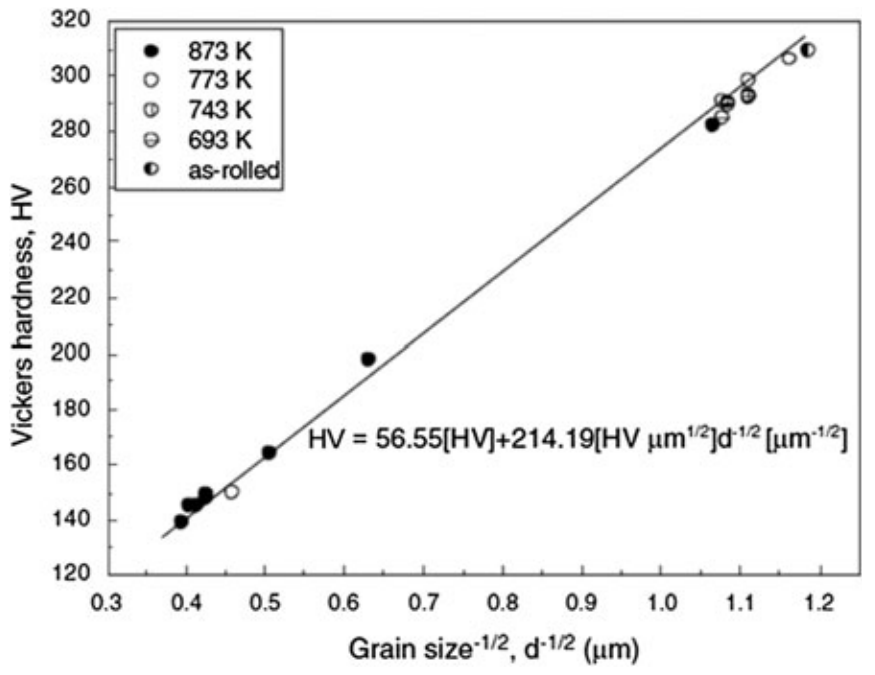 320
300
280
260
240
220
200
180
160
140
120
Vickers hardness, HV
873 K
773 K
743 K
693 K
as-rolled
HV = 56.55[HV]+214.19[HV μm^1/2]d^-1/2 [μm^-1/2]
0.3 0.4 0.5 0.6 0.7 0.8 0.9 1.0 1.1 1.2
Grain size^-1/2, d^-1/2 (μm)